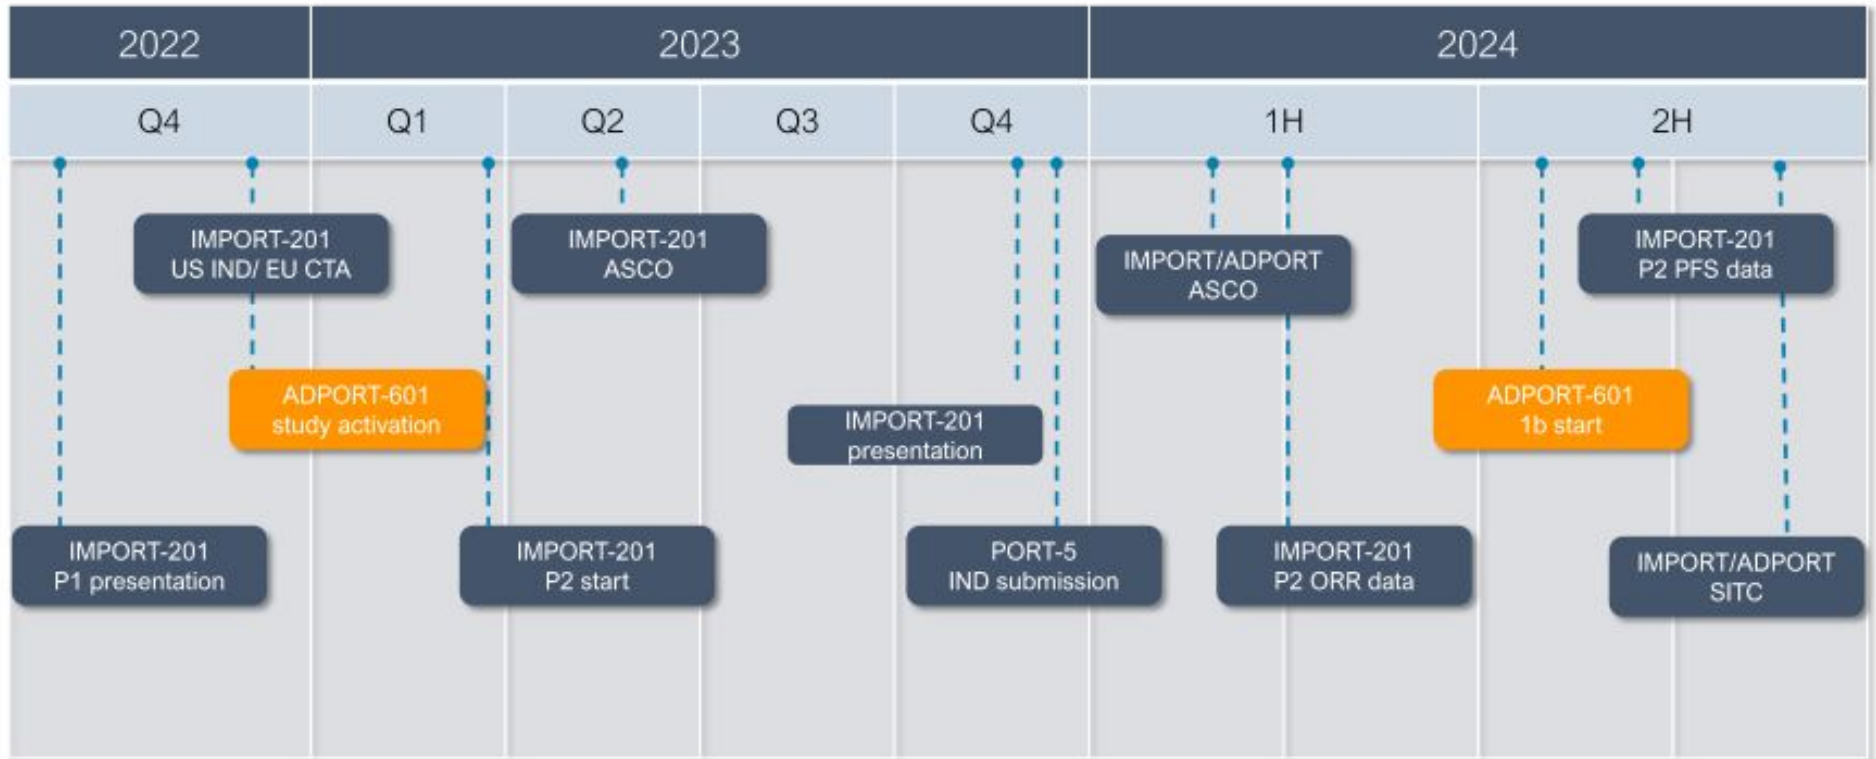 2022
2023
2024
Q4
Q1
Q2
Q3
Q4
1H
2H
IMPORT-201
US IND/ EU CTA
IMPORT-201
ASCO
IMPORT/ADPORT
ASCO
IMPORT-201
P2 PFS data
ADPORT-601
study activation
IMPORT-201
presentation
ADPORT-601
1b start
IMPORT-201
P1 presentation
IMPORT-201
P2 start
PORT-5
IND submission
IMPORT-201
P2 ORR data
IMPORT/ADPORT
SITC